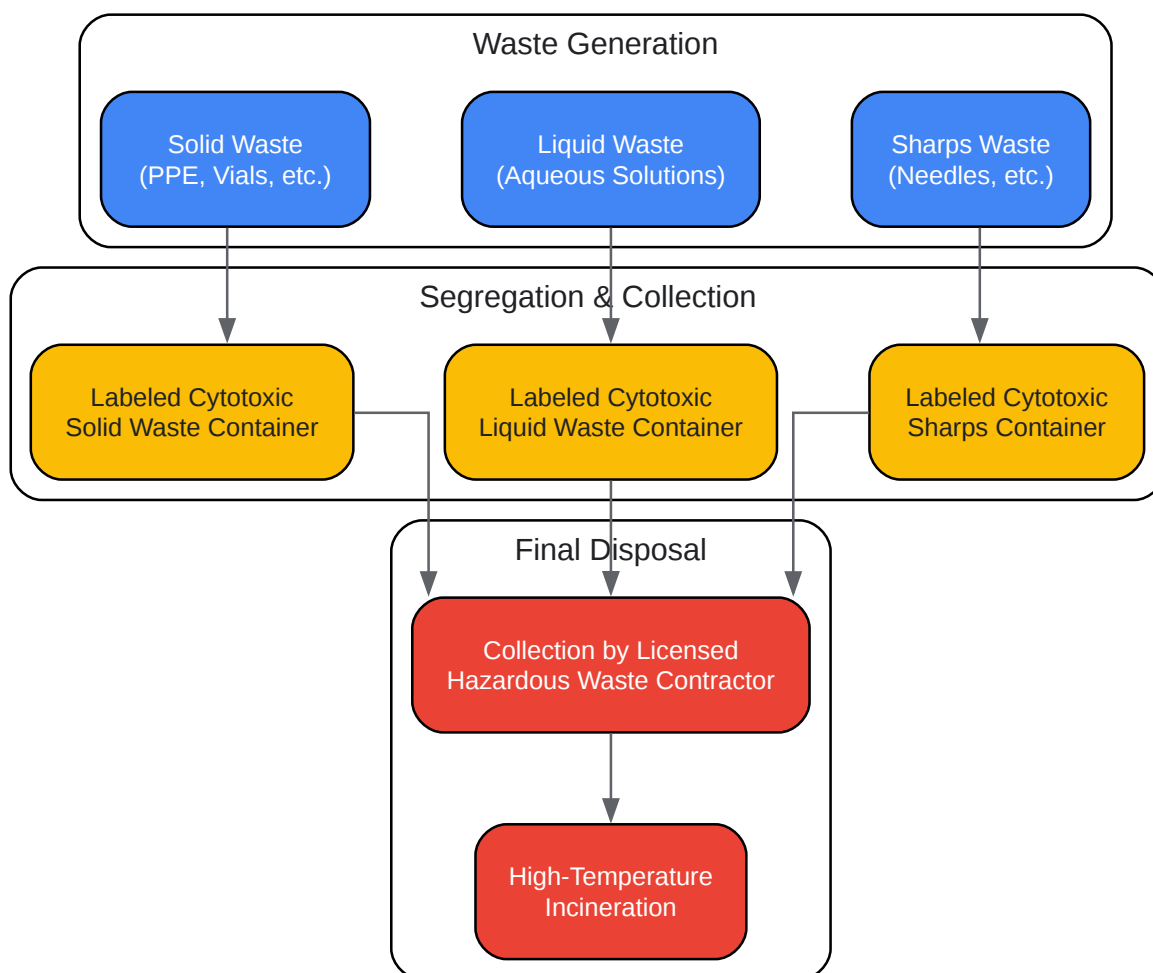 Waste Generation
Solid Waste
(PPE, Vials, etc.)
Liquid Waste
(Aqueous Solutions)
Sharps Waste
(Needles, etc.)
Segregation & Collection
Labeled Cytotoxic
Solid Waste Container
Labeled Cytotoxic
Liquid Waste Container
Labeled Cytotoxic
Sharps Container
Final Disposal
Collection by Licensed
Hazardous Waste Contractor
High-Temperature
Incineration